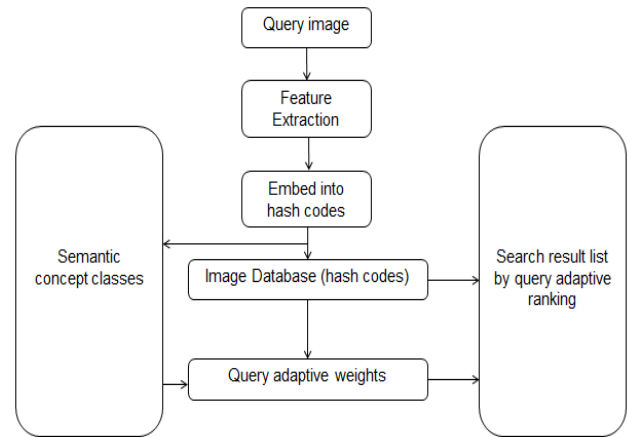 Query image
Feature
Extraction
Embed into
hash codes
Semantic
concept classes
Image Database (hash codes)
Search result list
by query adaptive
ranking
Query adaptive weights